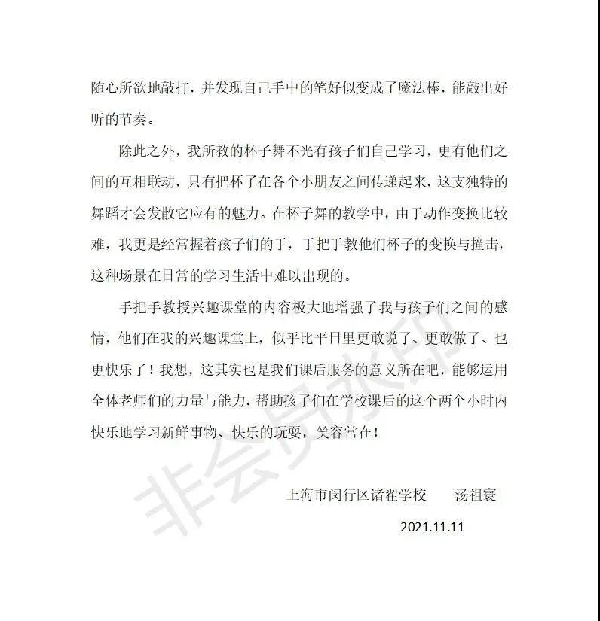 随心所欲地敲打，并发现自己手中的笔好似变成了魔法棒，能敲出好
听的节奏。
除此之外，我所教的杯子舞不光有孩子们自己学习，更有他们之
间的互相联动，只有把杯子在各个小朋友之间传递起来，这支独特的
舞蹈才会发散它应有的魅力。在杯子舞的教学中，由于动作变换比较
难，我更是经常握着孩子们的手，手把手教他们杯子的变换与撞击，
这种场景在日常的学习生活中难以出现的。
手把手教授兴趣课堂的内容极大地增强了我与孩子们之间的感
情，他们在我的兴趣课堂上，似乎比平日里更敢说了、更敢做了、也
更快乐了！我想，这其实也是我们课后服务的意义所在吧，能够运用
全体老师们的力量与能力，帮助孩子们在学校课后的这个两个小时内
快乐地学习新鲜事物、快乐的玩耍，笑容常在！
上海市闵行区诸翟学校 汤祖寰
2021.11.11
非会员水印